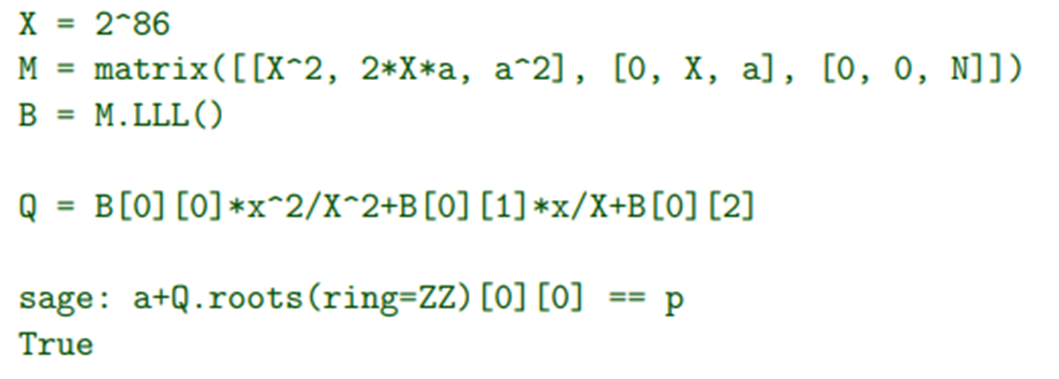 X = 2^86
M = matrix([[X^2, 2*X*a, a^2], [0, X, a], [0, 0, N]])
B = M.LLL()
Q = B[0][0]*x^2/X^2+B[0][1]*x/X+B[0][2]
sage: a+Q.roots(ring=ZZ)[0][0] == p
True